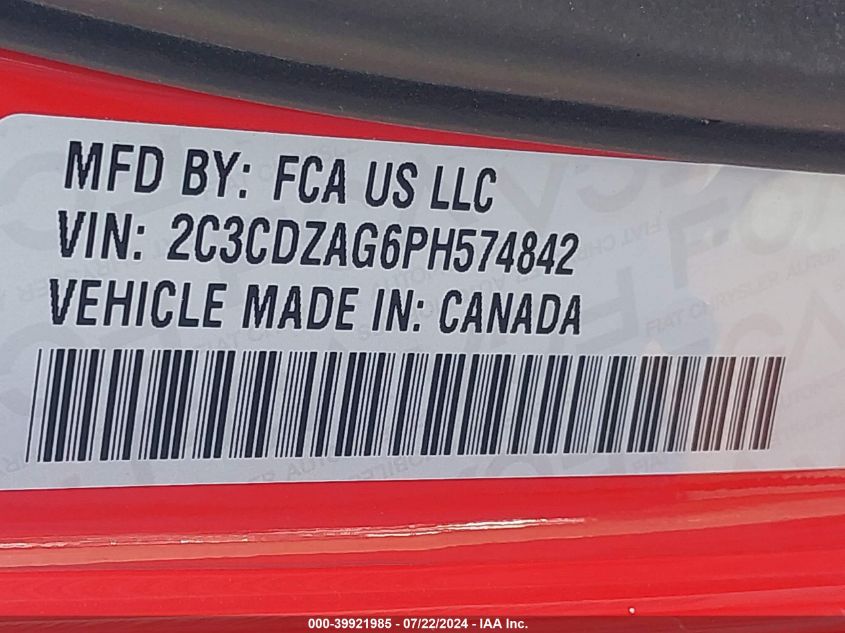 MFD BY: FCA US LLC
VIN: 2C3CDZAG6PH574842
VEHICLE MADE IN: CANADA
000-39921985 - 07/22/2024 - IAA Inc.